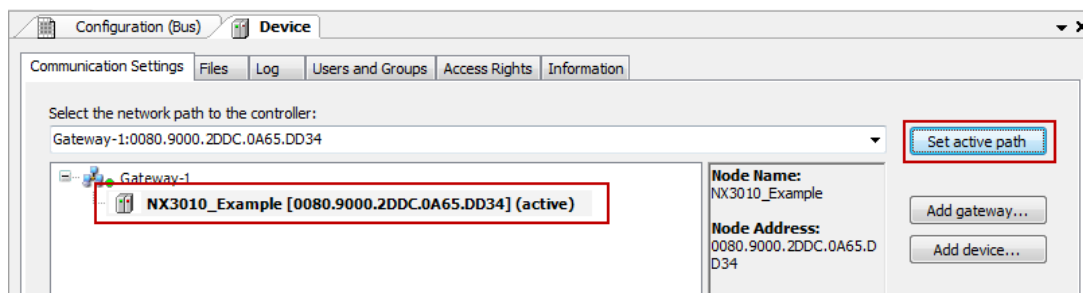 Configuration (Bus) Device
Communication Settings Files Log Users and Groups Access Rights Information
Select the network path to the controller:
Gateway-1:0080.9000.2DDC.0A65.DD34
Set active path
Gateway-1
NX3010_Example [0080.9000.2DDC.0A65.DD34] (active)
Node Name:
NX3010_Example
Node Address:
0080.9000.2DDC.0A65.D
D34
Add gateway...
Add device...